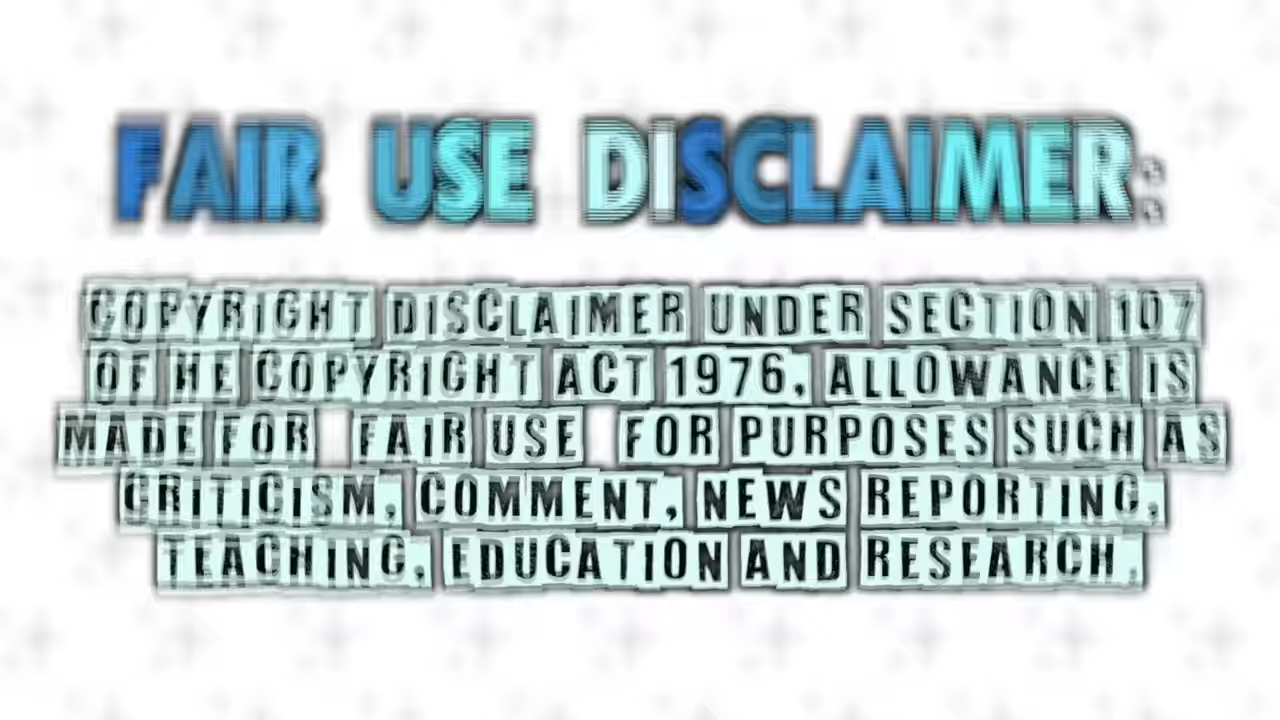 FAIR USE DISCLAIMER:
COPYRIGHT DISCLAIMER UNDER SECTION 107
OF HE COPYRIGHT ACT 1976, ALLOWANCE IS
MADE FOR FAIR USE FOR PURPOSES SUCH AS
CRITICISM, COMMENT, NEWS REPORTING,
TEACHING, EDUCATION AND RESEARCH.